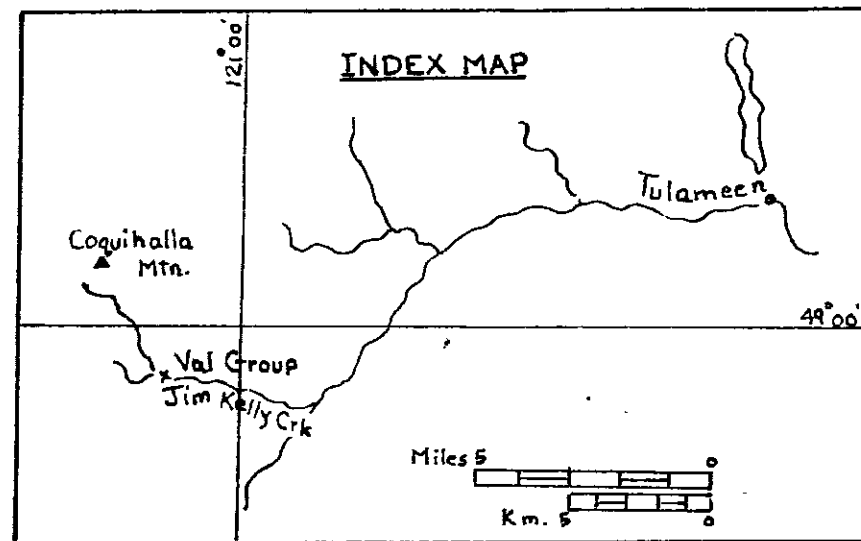 121°00'
INDEX MAP
Tulameen
Coquihalla
Mtn.
49°00'
Val Group
Jim Kelly Crk
Miles 5 0
Km. 5 0